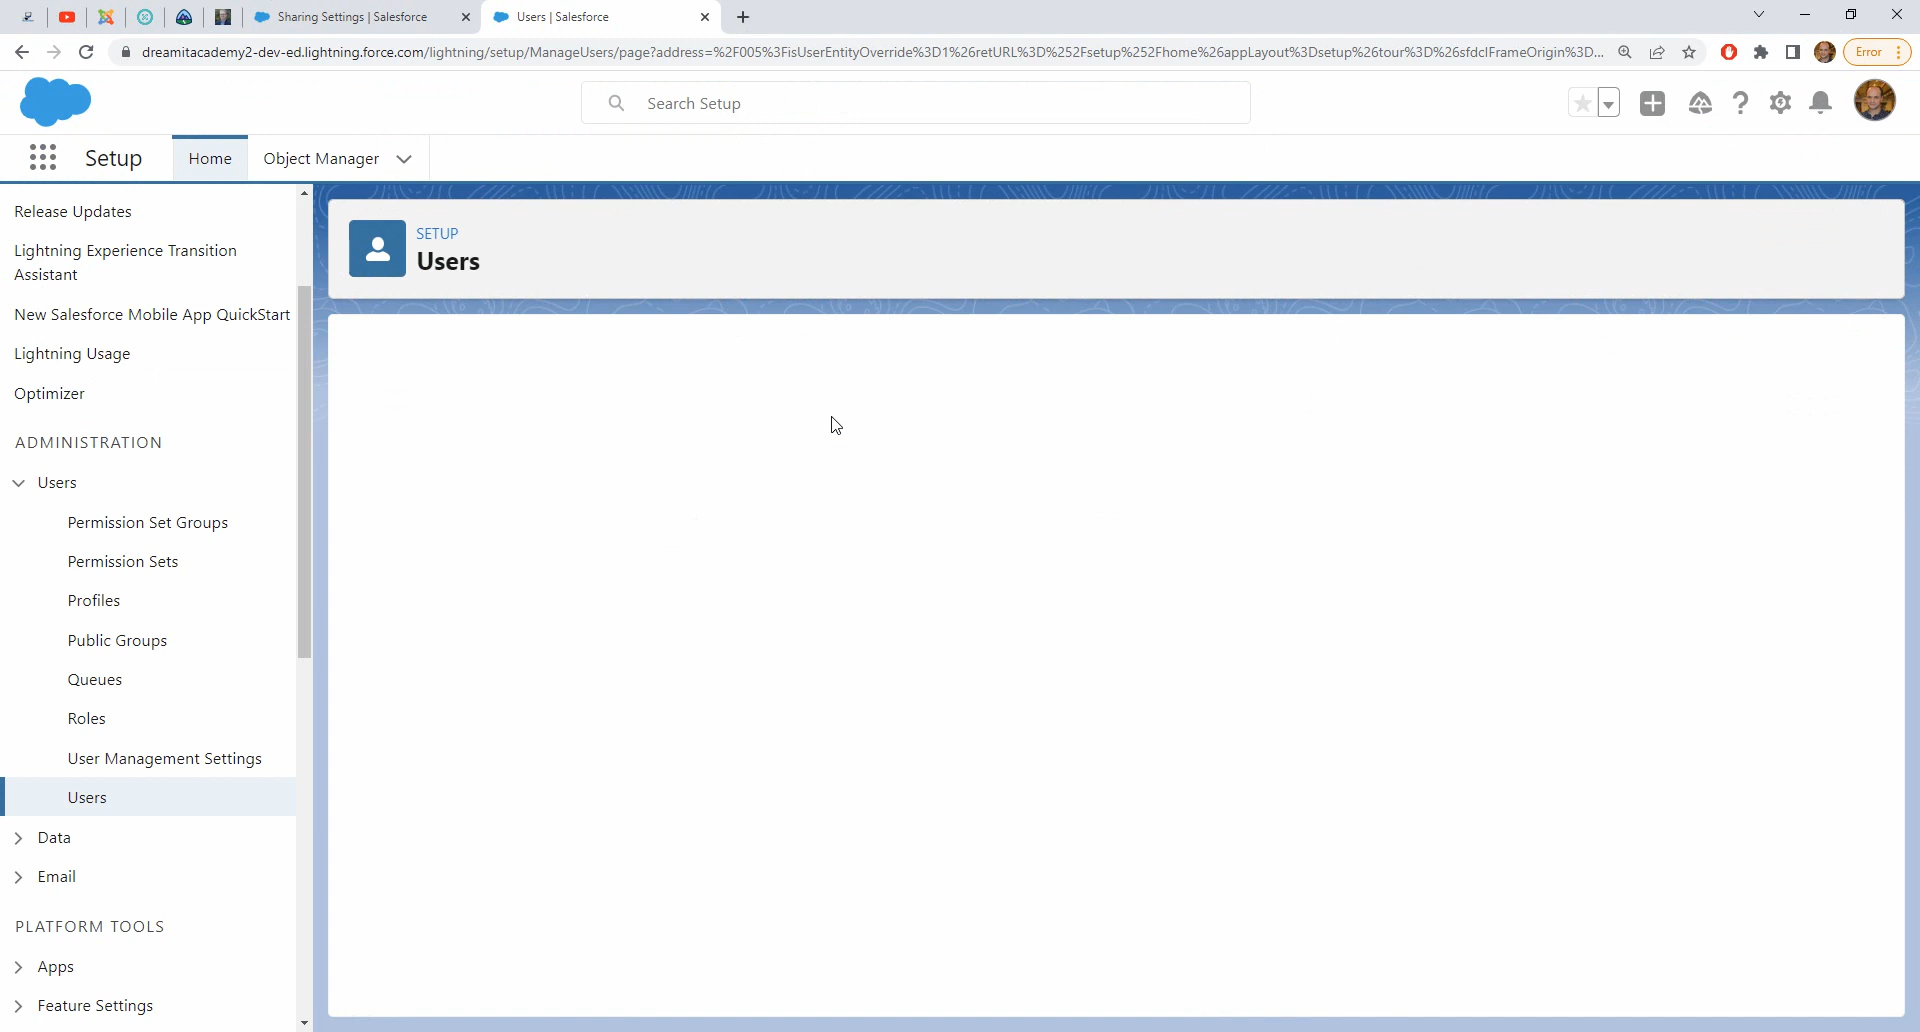 Sharing Settings | Salesforce
Users | Salesforce
dreamitacademy2-dev-ed.lightning.force.com/lightning/setup/ManageUsers/page?address=%2F005%3FisUserEntityOverride%3D1%26retURL%3D%252Fsetup%252Fhome%26appLayout%3Dsetup%26tour%3D%26sfdcIFrameOrigin%3D...
Error
Search Setup
Setup
Home
Object Manager
Release Updates
Lightning Experience Transition
Assistant
New Salesforce Mobile App QuickStart
Lightning Usage
Optimizer
ADMINISTRATION
Users
Permission Set Groups
Permission Sets
Profiles
Public Groups
Queues
Roles
User Management Settings
Users
Data
Email
PLATFORM TOOLS
Apps
Feature Settings
SETUP
Users